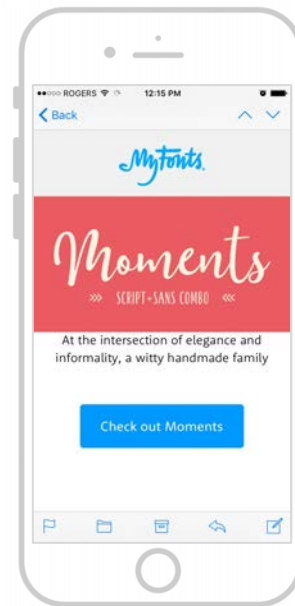 ROGERS 12:15 PM
Back
MyFonts.
Moments
SCRIPT+SANS COMBO
At the intersection of elegance and
informality, a witty handmade family
Check out Moments